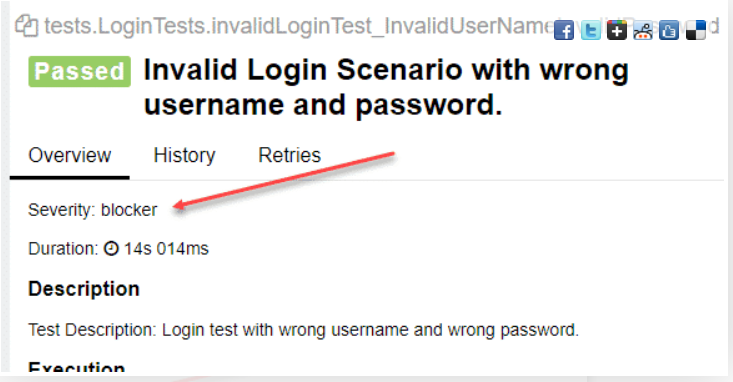 tests.LoginTests.invalidLoginTest_InvalidUserName
Passed Invalid Login Scenario with wrong
username and password.
Overview History Retries
Severity: blocker
Duration: 14s 014ms
Description
Test Description: Login test with wrong username and wrong password.
Execution